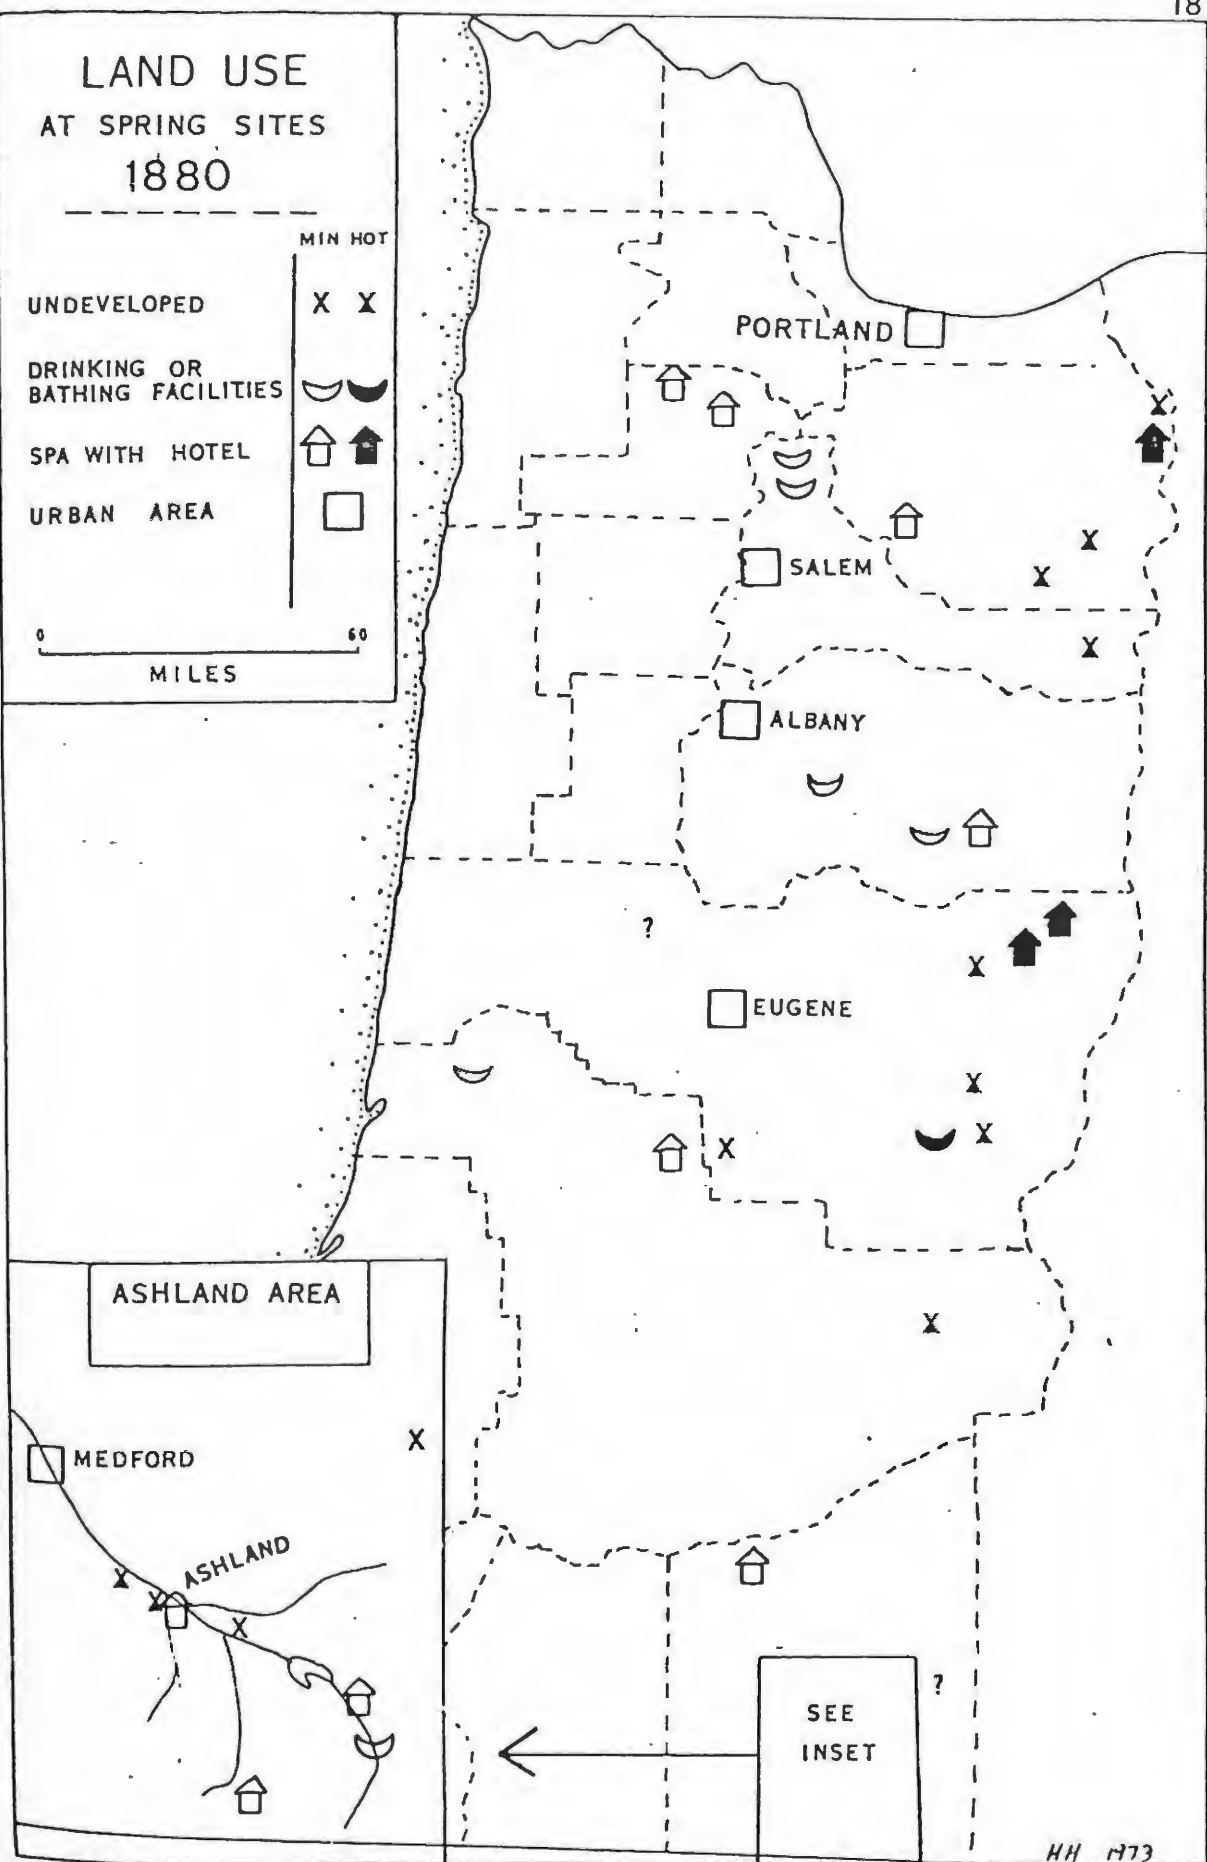 18
LAND USE
AT SPRING SITES
1880
MIN HOT
UNDEVELOPED X X
DRINKING OR
BATHING FACILITIES
SPA WITH HOTEL
URBAN AREA
0 60
MILES
PORTLAND
X
SALEM
X
X
X
ALBANY
?
X
EUGENE
X
X
X
X
ASHLAND AREA
X
MEDFORD
ASHLAND
X
X
X
?
SEE
INSET
HH 1973